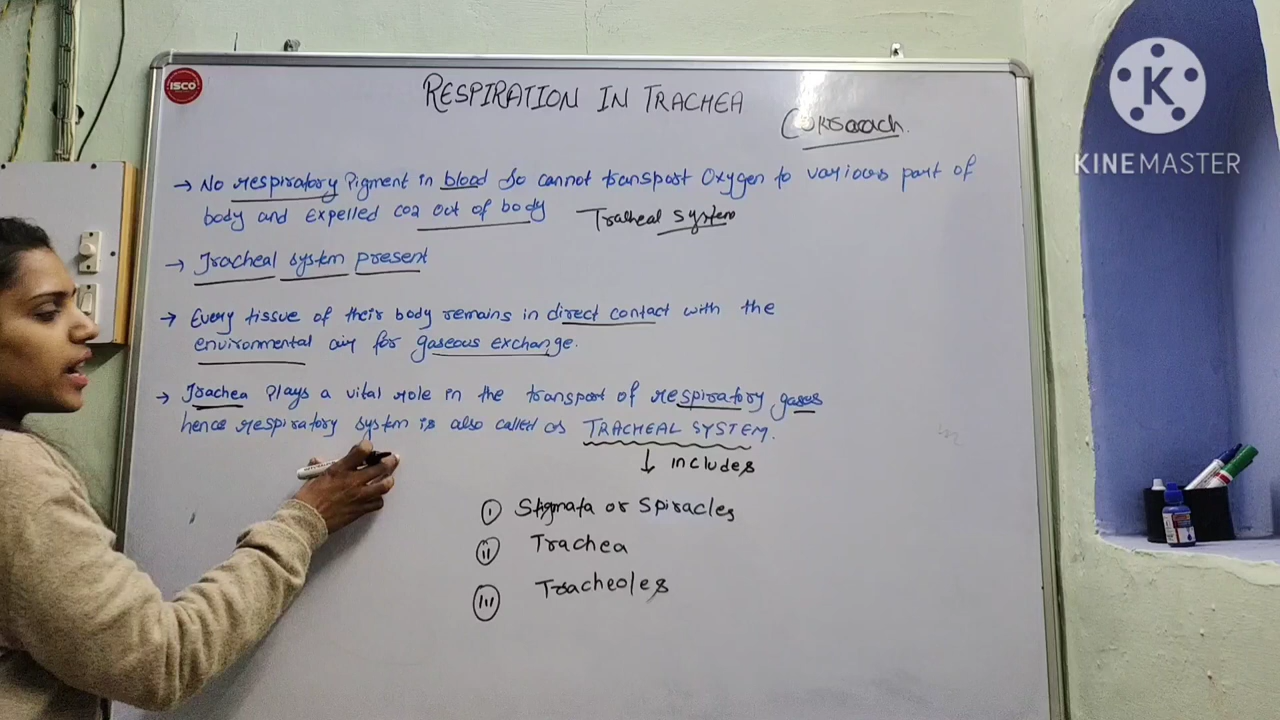 ISCO
RESPIRATION IN TRACHEA
K
KINEMASTER
→ No respiratory Pigment in blood So cannot transport Oxygen to various part of
body and expelled co2 out of body
Tracheal system
→ Tracheal system present
→ Every tissue of their body remains in direct contact with the
environmental air for gaseous exchange.
→ Trachea Plays a vital role in the transport of respiratory gases
hence respiratory system is also called as TRACHEAL SYSTEM.
↓ includes
(i) Stigmata or Spiracles
(ii) Trachea
(iii) Tracheoles